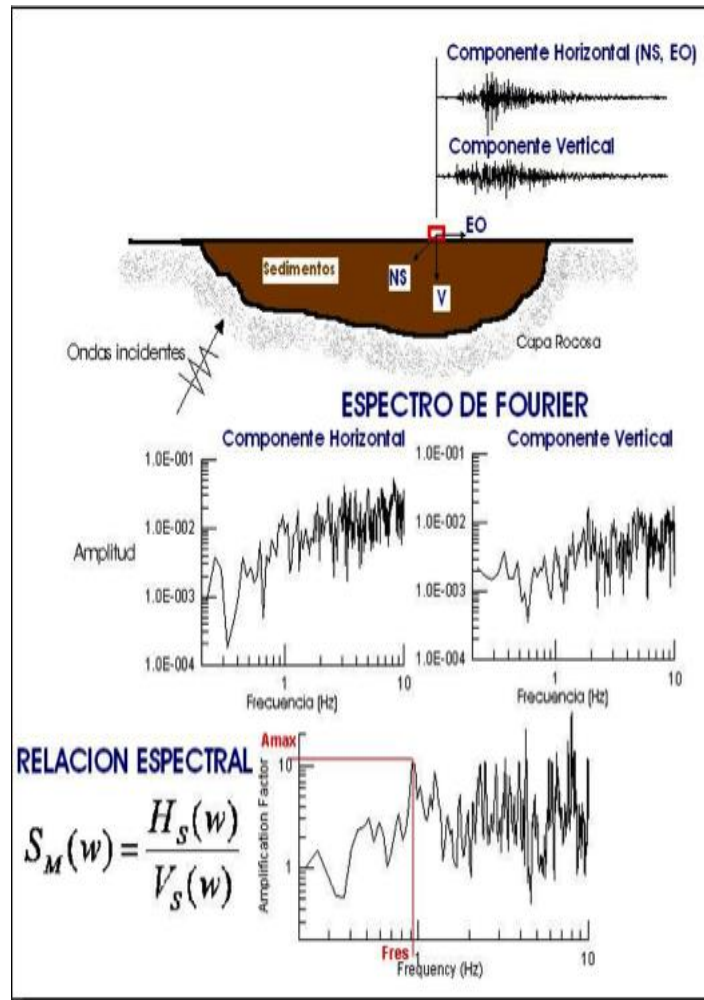 Componente Horizontal (NS, EO)
Componente Vertical
EO
Sedimentos
NS
V
Ondas incidentes
Capa Rocosa
ESPECTRO DE FOURIER
Componente Horizontal
Componente Vertical
1.0E-001
1.0E-002
1.0E-003
1.0E-004
Amplitud
1
10
Frecuencia (Hz)
1.0E-001
1.0E-002
1.0E-003
1.0E-004
1
10
Frecuencia (Hz)
RELACION ESPECTRAL
S_M(w) = H_S(w) / V_S(w)
Amax
10
1
Amplification Factor
Fres
1
10
Frequency (Hz)